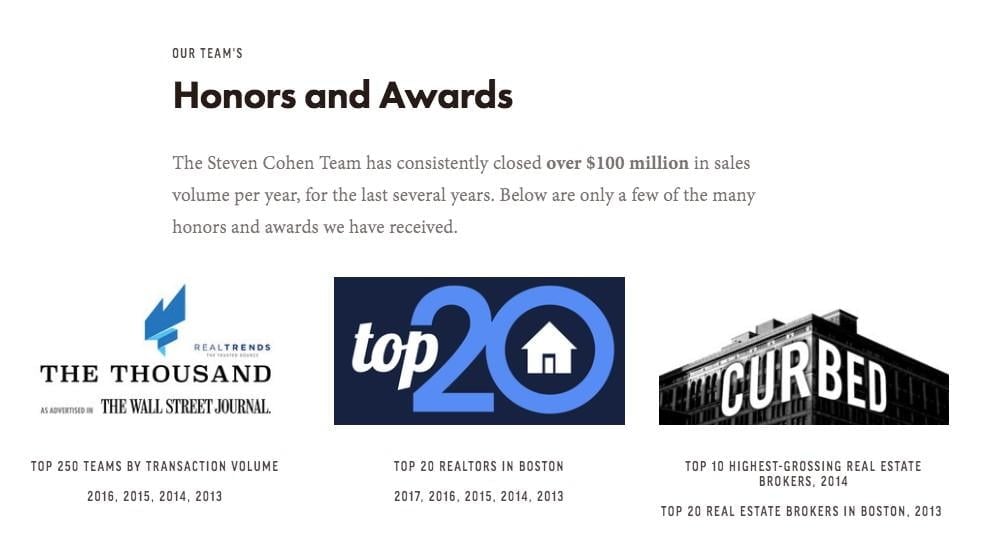 OUR TEAM'S
Honors and Awards
The Steven Cohen Team has consistently closed over $100 million in sales
volume per year, for the last several years. Below are only a few of the many
honors and awards we have received.
REALTRENDS
THE TRUSTED SOURCE
THE THOUSAND
AS ADVERTISED IN THE WALL STREET JOURNAL.
top 20
CURBED
TOP 250 TEAMS BY TRANSACTION VOLUME
2016, 2015, 2014, 2013
TOP 20 REALTORS IN BOSTON
2017, 2016, 2015, 2014, 2013
TOP 10 HIGHEST-GROSSING REAL ESTATE
BROKERS, 2014
TOP 20 REAL ESTATE BROKERS IN BOSTON, 2013